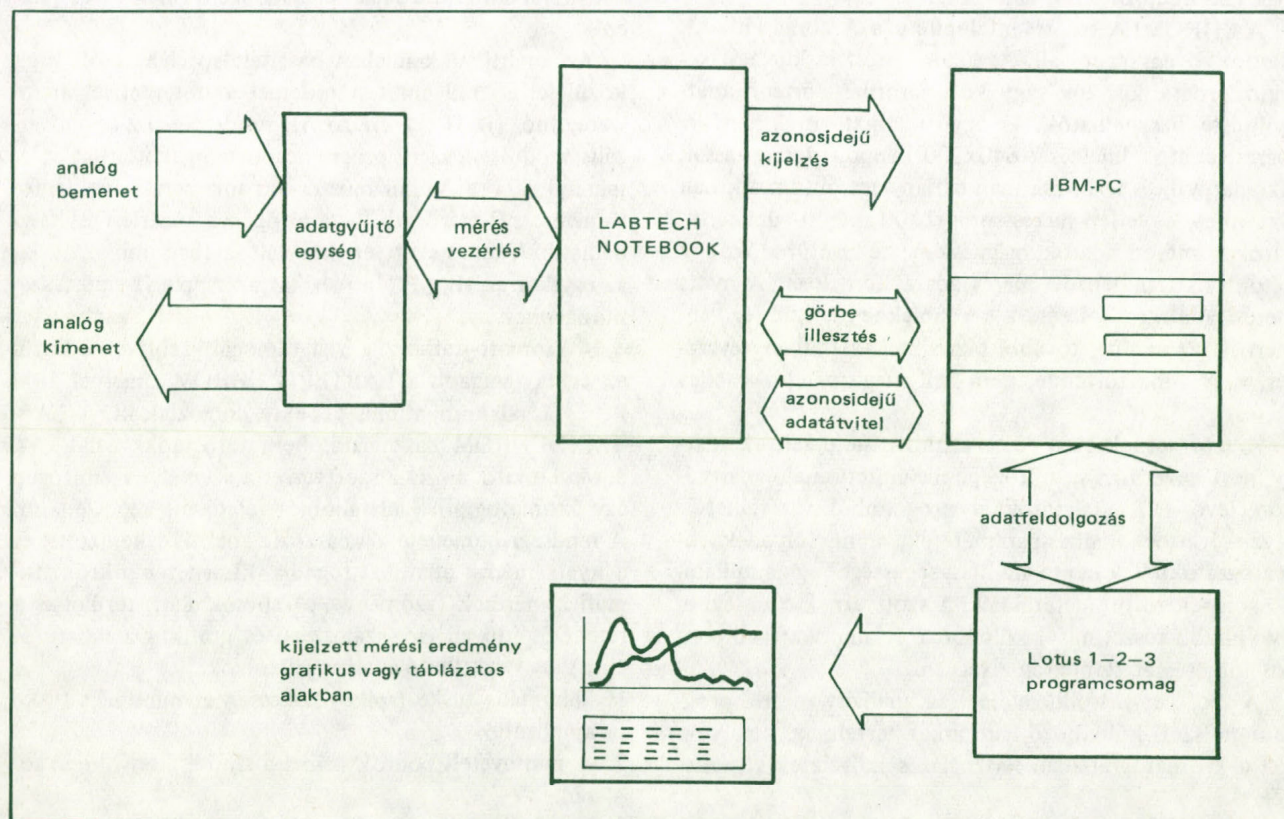 analóg
bemenet
analóg
kimenet
adatgyűjtő
egység
mérés
vezérlés
LABTECH
NOTEBOOK
azonosidejű
kijelzés
görbe
illesztés
azonosidejű
adatátvitel
IBM-PC
adatfeldolgozás
Lotus 1-2-3
programcsomag
kijelzett mérési eredmény
grafikus vagy táblázatos
alakban